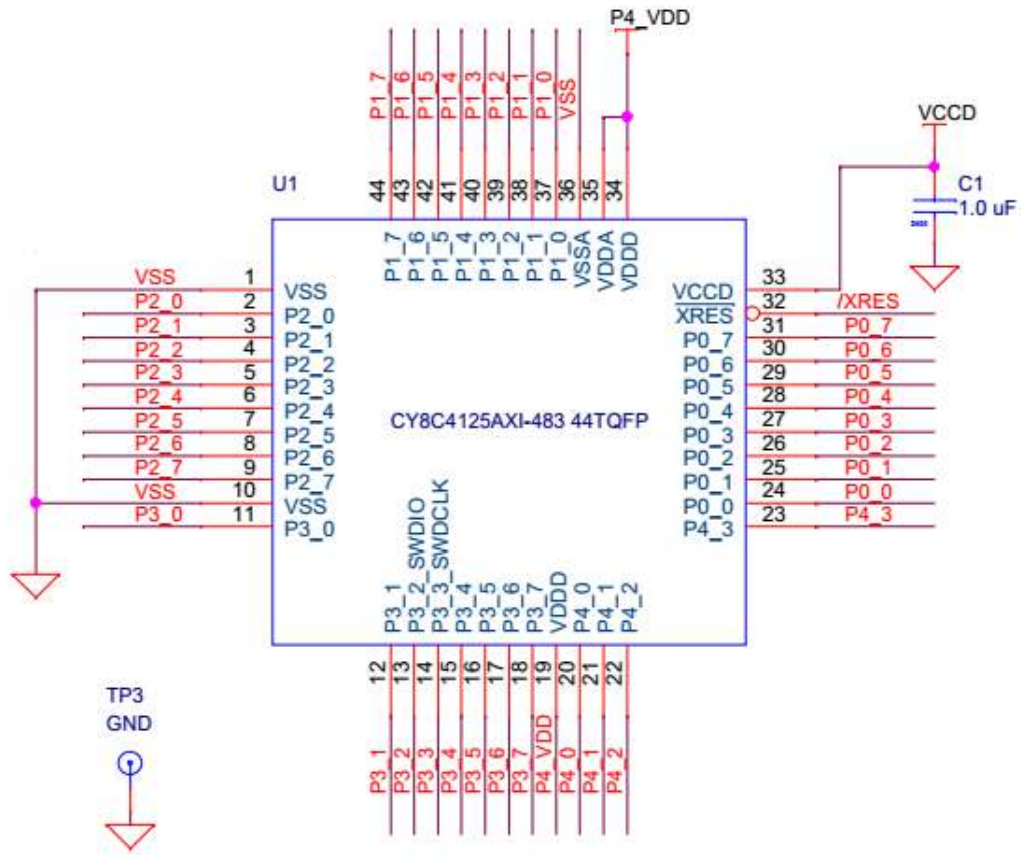 P4_VDD
P1_7
P1_6
P1_5
P1_4
P1_3
P1_2
P1_1
P1_0
VSS
VCCD
C1
1.0 uF
U1
44
43
42
41
40
39
38
37
36
35
34
P1_7
P1_6
P1_5
P1_4
P1_3
P1_2
P1_1
P1_0
VSSA
VDDA
VDDD
VSS 1 VSS
P2_0 2 P2_0
P2_1 3 P2_1
P2_2 4 P2_2
P2_3 5 P2_3
P2_4 6 P2_4
P2_5 7 P2_5
P2_6 8 P2_6
P2_7 9 P2_7
VSS 10 VSS
P3_0 11 P3_0
CY8C4125AXI-483 44TQFP
VCCD 33
XRES 32 /XRES
P0_7 31 P0_7
P0_6 30 P0_6
P0_5 29 P0_5
P0_4 28 P0_4
P0_3 27 P0_3
P0_2 26 P0_2
P0_1 25 P0_1
P0_0 24 P0_0
P4_3 23 P4_3
P3_1
P3_2_SWDIO
P3_3_SWDCLK
P3_4
P3_5
P3_6
P3_7
VDDD
P4_0
P4_1
P4_2
12
13
14
15
16
17
18
19
20
21
22
P3_1
P3_2
P3_3
P3_4
P3_5
P3_6
P3_7
P4_VDD
P4_0
P4_1
P4_2
TP3
GND